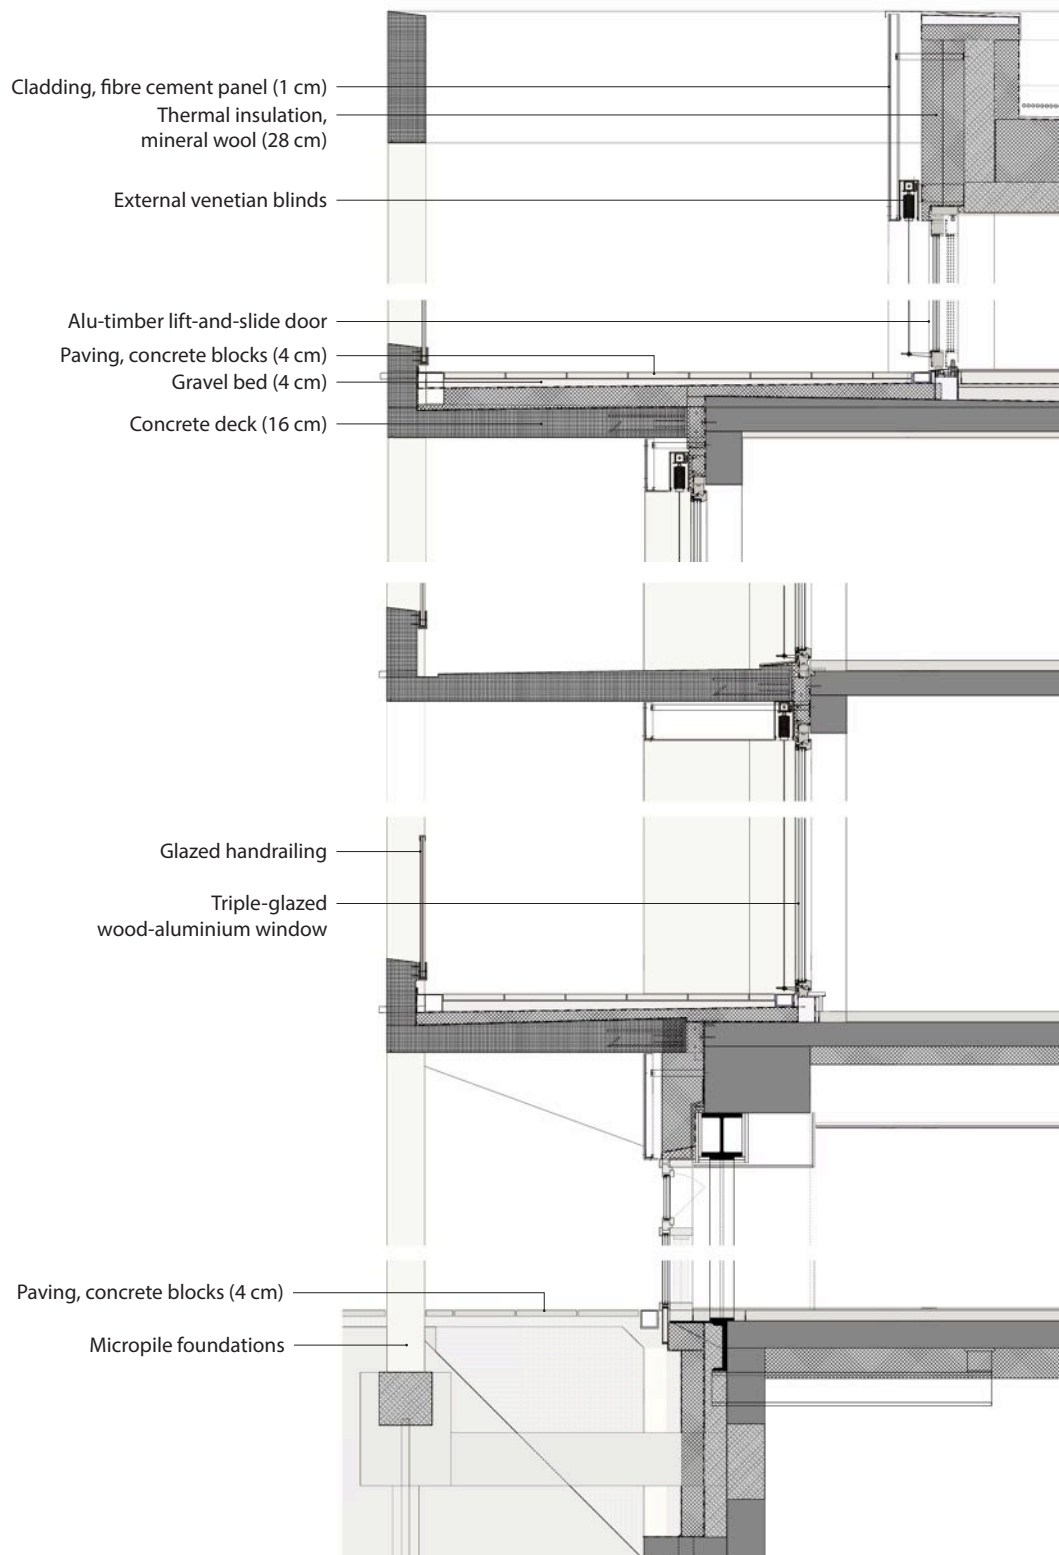 Cladding, fibre cement panel (1 cm)
Thermal insulation,
mineral wool (28 cm)
External venetian blinds
Alu-timber lift-and-slide door
Paving, concrete blocks (4 cm)
Gravel bed (4 cm)
Concrete deck (16 cm)
Glazed handrailing
Triple-glazed
wood-aluminium window
Paving, concrete blocks (4 cm)
Micropile foundations